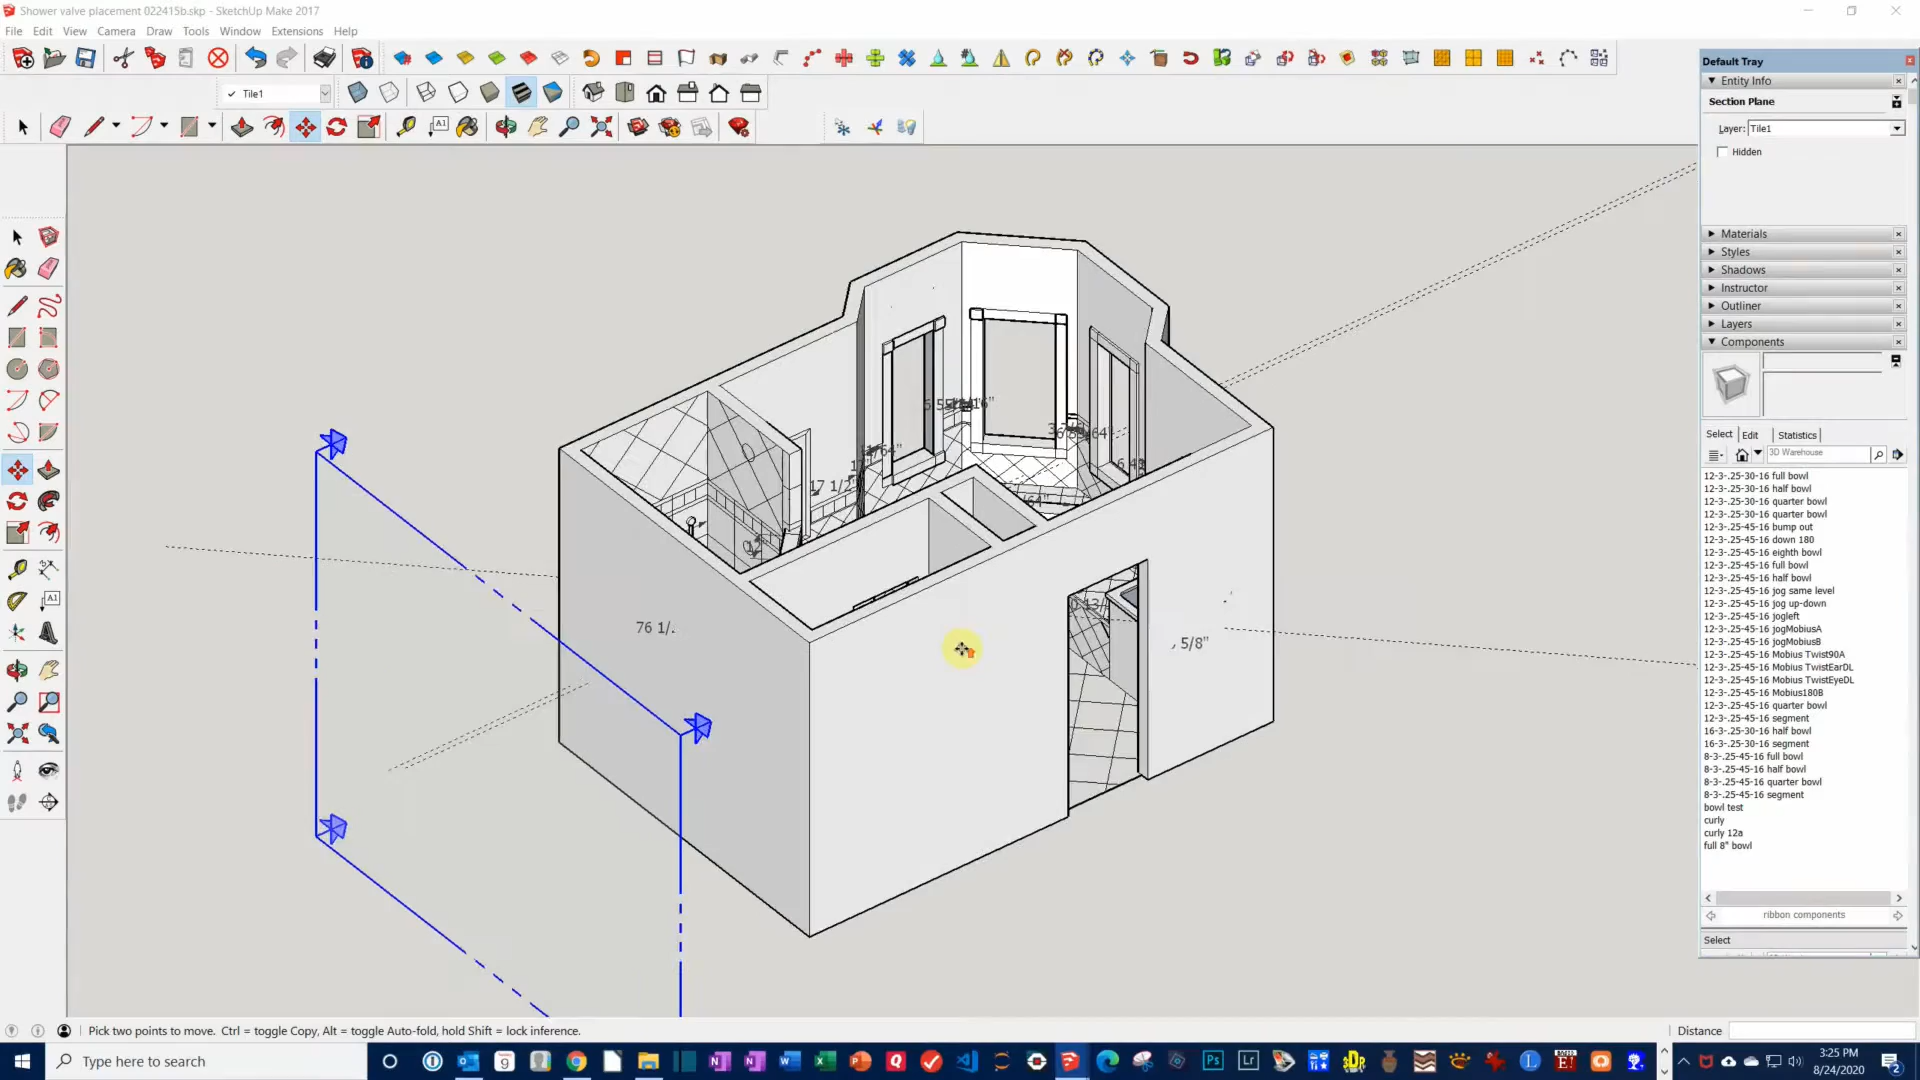 Shower valve placement 022415b.skp - SketchUp Make 2017
File Edit View Camera Draw Tools Window Extensions Help
Tile1
A1
Default Tray
Entity Info
Section Plane
Layer: Tile1
Hidden
Materials
Styles
Shadows
Instructor
Outliner
Layers
Components
Select Edit Statistics
3D Warehouse
12-3-.25-30-16 full bowl
12-3-.25-30-16 half bowl
12-3-.25-30-16 quarter bowl
12-3-.25-30-16 quarter bowl
12-3-.25-45-16 bump out
12-3-.25-45-16 down 180
12-3-.25-45-16 eighth bowl
12-3-.25-45-16 full bowl
12-3-.25-45-16 half bowl
12-3-.25-45-16 jog same level
12-3-.25-45-16 jog up-down
12-3-.25-45-16 jogleft
12-3-.25-45-16 jogMobiusA
12-3-.25-45-16 jogMobiusB
12-3-.25-45-16 Mobius Twist90A
12-3-.25-45-16 Mobius TwistEarDL
12-3-.25-45-16 Mobius TwistEyeDL
12-3-.25-45-16 Mobius180B
12-3-.25-45-16 quarter bowl
12-3-.25-45-16 segment
16-3-.25-30-16 half bowl
16-3-.25-30-16 segment
8-3-.25-45-16 full bowl
8-3-.25-45-16 half bowl
8-3-.25-45-16 quarter bowl
8-3-.25-45-16 segment
bowl test
curly
curly 12a
full 8" bowl
ribbon components
Select
17 1/2"
76 1/.
5/8"
A1
Pick two points to move. Ctrl = toggle Copy, Alt = toggle Auto-fold, hold Shift = lock inference.
Distance
Type here to search
9
Ps
Lr
3:25 PM
8/24/2020
2